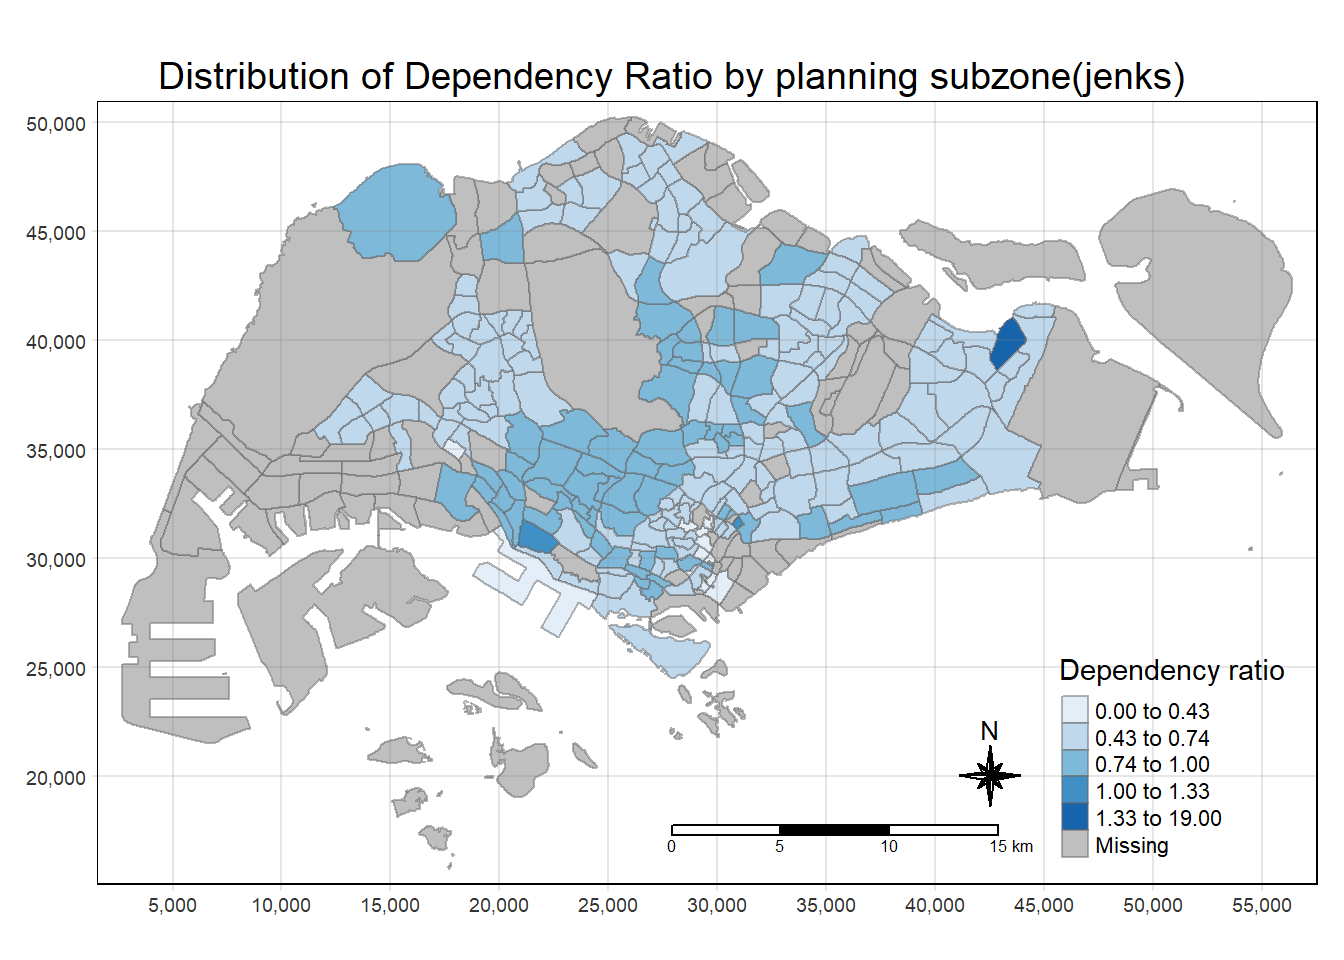 Distribution of Dependency Ratio by planning subzone(jenks)
50,000
45,000
40,000
35,000
30,000
25,000
20,000
Dependency ratio
0.00 to 0.43
0.43 to 0.74
0.74 to 1.00
1.00 to 1.33
1.33 to 19.00
Missing
N
0 5 10 15 km
5,000 10,000 15,000 20,000 25,000 30,000 35,000 40,000 45,000 50,000 55,000